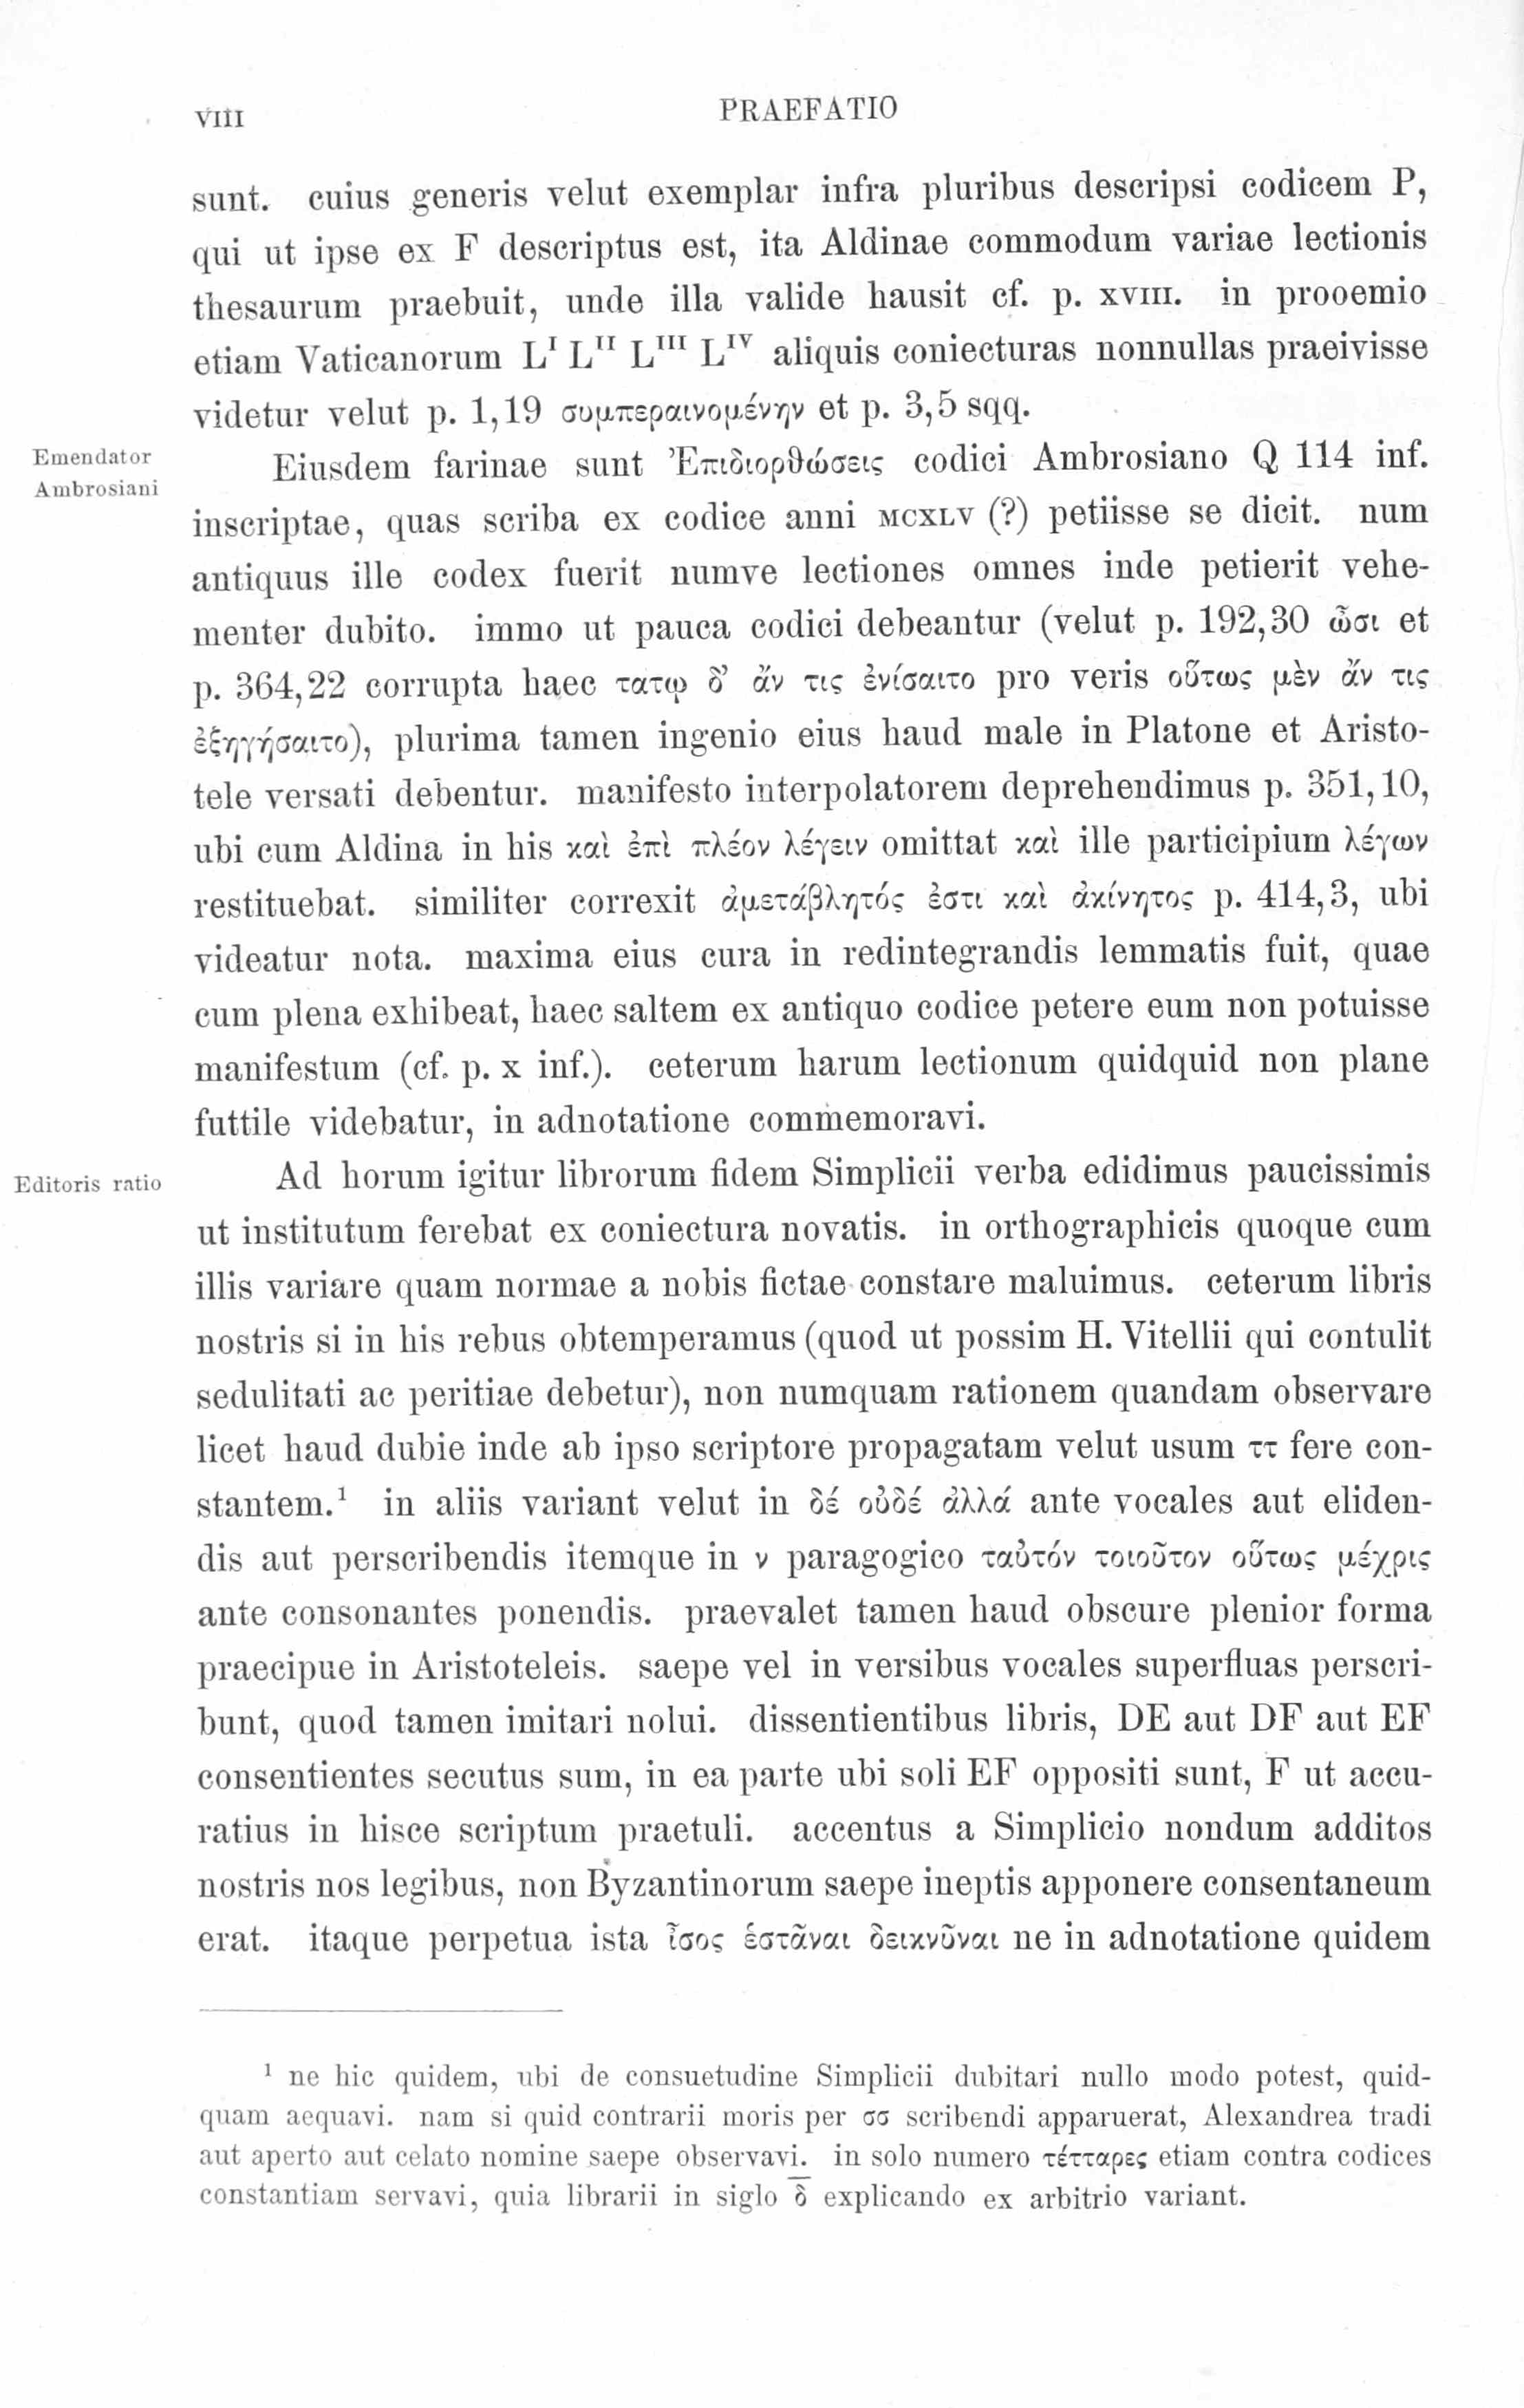 VIII
PRAEFATIO
sunt. cuius generis velut exemplar infra pluribus descripsi codicem P,
qui ut ipse ex F descriptus est, ita Aldinae commodum variae lectionis
thesaurum praebuit, unde illa valide hausit cf. p. XVIII. in prooemio
etiam Vaticanorum Lᴵ Lᴵᴵ Lᴵᴵᴵ Lᴵⱽ aliquis coniecturas nonnullas praeivisse
videtur velut p. 1,19 συμπεραινομένην et p. 3,5 sqq.
Emendator
Ambrosiani
Eiusdem farinae sunt Ἐπιδιορθώσεις codici Ambrosiano Q 114 inf.
inscriptae, quas scriba ex codice anni MCXLV (?) petiisse se dicit. num
antiquus ille codex fuerit numve lectiones omnes inde petierit vehe-
menter dubito. immo ut pauca codici debeantur (velut p. 192,30 ὦσι et
p. 364,22 corrupta haec τατῳ δ' ἄν τις ἐνίσαιτο pro veris οὕτως μὲν ἄν τις
ἐξηγήσαιτο), plurima tamen ingenio eius haud male in Platone et Aristo-
tele versati debentur. manifesto interpolatorem deprehendimus p. 351,10,
ubi cum Aldina in his καὶ ἐπὶ πλέον λέγειν omittat καὶ ille participium λέγων
restituebat. similiter correxit ἀμετάβλητός ἐστι καὶ ἀκίνητος p. 414,3, ubi
videatur nota. maxima eius cura in redintegrandis lemmatis fuit, quae
cum plena exhibeat, haec saltem ex antiquo codice petere eum non potuisse
manifestum (cf. p. X inf.). ceterum harum lectionum quidquid non plane
futtile videbatur, in adnotatione commemoravi.
Editoris ratio
Ad horum igitur librorum fidem Simplicii verba edidimus paucissimis
ut institutum ferebat ex coniectura novatis. in orthographicis quoque cum
illis variare quam normae a nobis fictae constare maluimus. ceterum libris
nostris si in his rebus obtemperamus (quod ut possim H. Vitellii qui contulit
sedulitati ac peritiae debetur), non numquam rationem quandam observare
licet haud dubie inde ab ipso scriptore propagatam velut usum ττ fere con-
stantem.¹ in aliis variant velut in δέ οὐδέ ἀλλά ante vocales aut eliden-
dis aut perscribendis itemque in ν paragogico ταὐτόν τοιοῦτον οὕτως μέχρις
ante consonantes ponendis. praevalet tamen haud obscure plenior forma
praecipue in Aristoteleis. saepe vel in versibus vocales superfluas perscri-
bunt, quod tamen imitari nolui. dissentientibus libris, DE aut DF aut EF
consentientes secutus sum, in ea parte ubi soli EF oppositi sunt, F ut accu-
ratius in hisce scriptum praetuli. accentus a Simplicio nondum additos
nostris nos legibus, non Byzantinorum saepe ineptis apponere consentaneum
erat. itaque perpetua ista ἶσος ἑστᾶναι δεικνῦναι ne in adnotatione quidem
¹ ne hic quidem, ubi de consuetudine Simplicii dubitari nullo modo potest, quid-
quam aequavi. nam si quid contrarii moris per σσ scribendi apparuerat, Alexandrea tradi
aut aperto aut celato nomine saepe observavi. in solo numero τέτταρες etiam contra codices
constantiam servavi, quia librarii in siglo δ̅ explicando ex arbitrio variant.